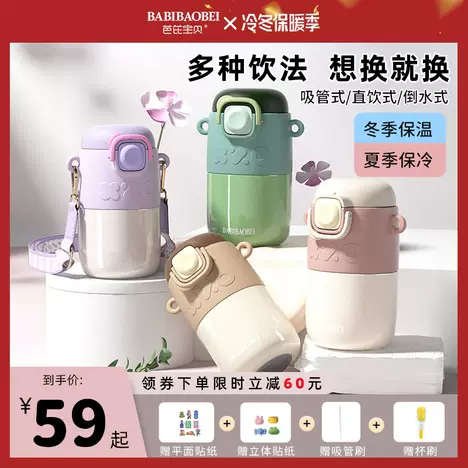 BABIBAOBEI
芭芘宝贝
×冷冬保暖季
多种饮法 想换就换
吸管式/直饮式/倒水式
冬季保温
夏季保冷
BABIBAOBEI
到手价:
¥59起
领券下单限时立减60元
赠平面贴纸 + 赠立体贴纸 + 赠吸管刷 + 赠杯刷